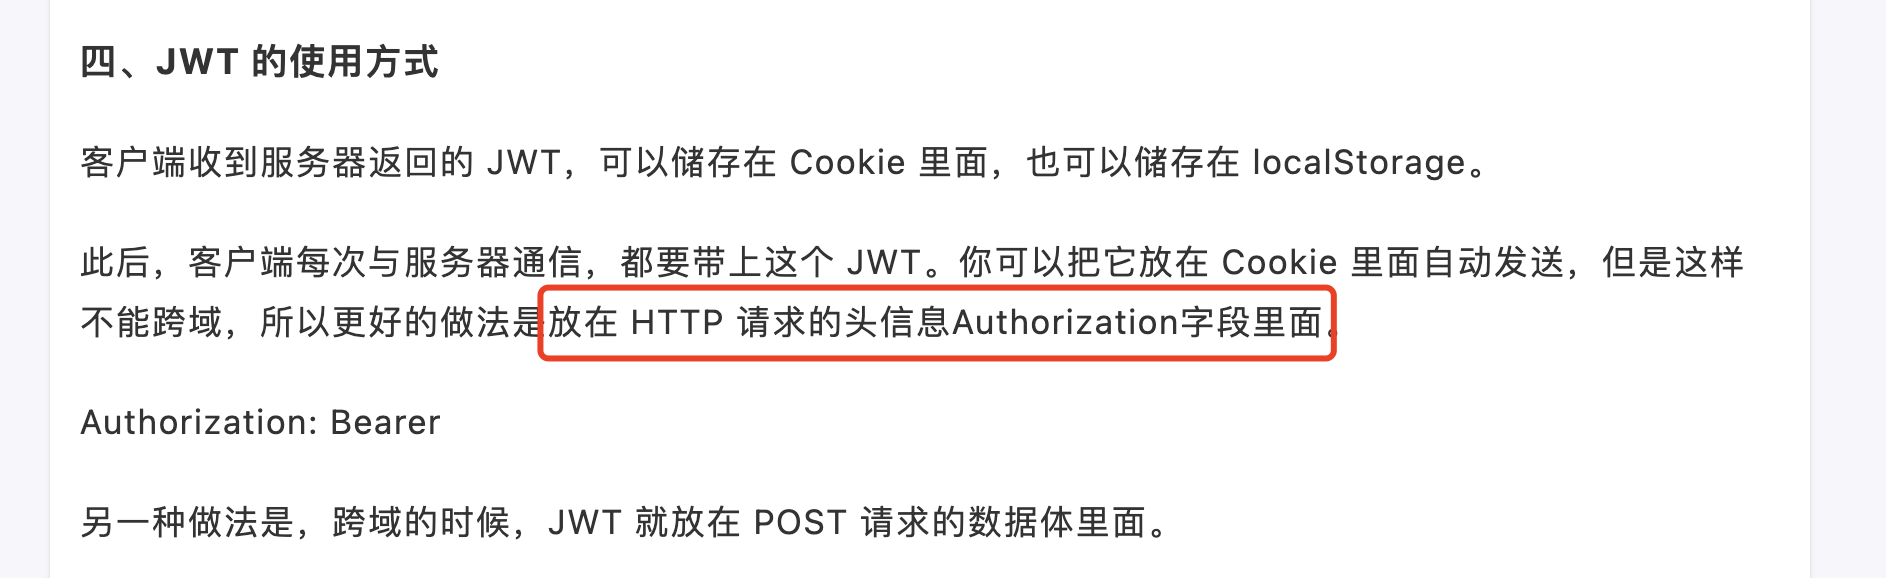 四、JWT 的使用方式
客户端收到服务器返回的 JWT，可以储存在 Cookie 里面，也可以储存在 localStorage。
此后，客户端每次与服务器通信，都要带上这个 JWT。你可以把它放在 Cookie 里面自动发送，但是这样
不能跨域，所以更好的做法是放在 HTTP 请求的头信息Authorization字段里面。
Authorization: Bearer
另一种做法是，跨域的时候，JWT 就放在 POST 请求的数据体里面。